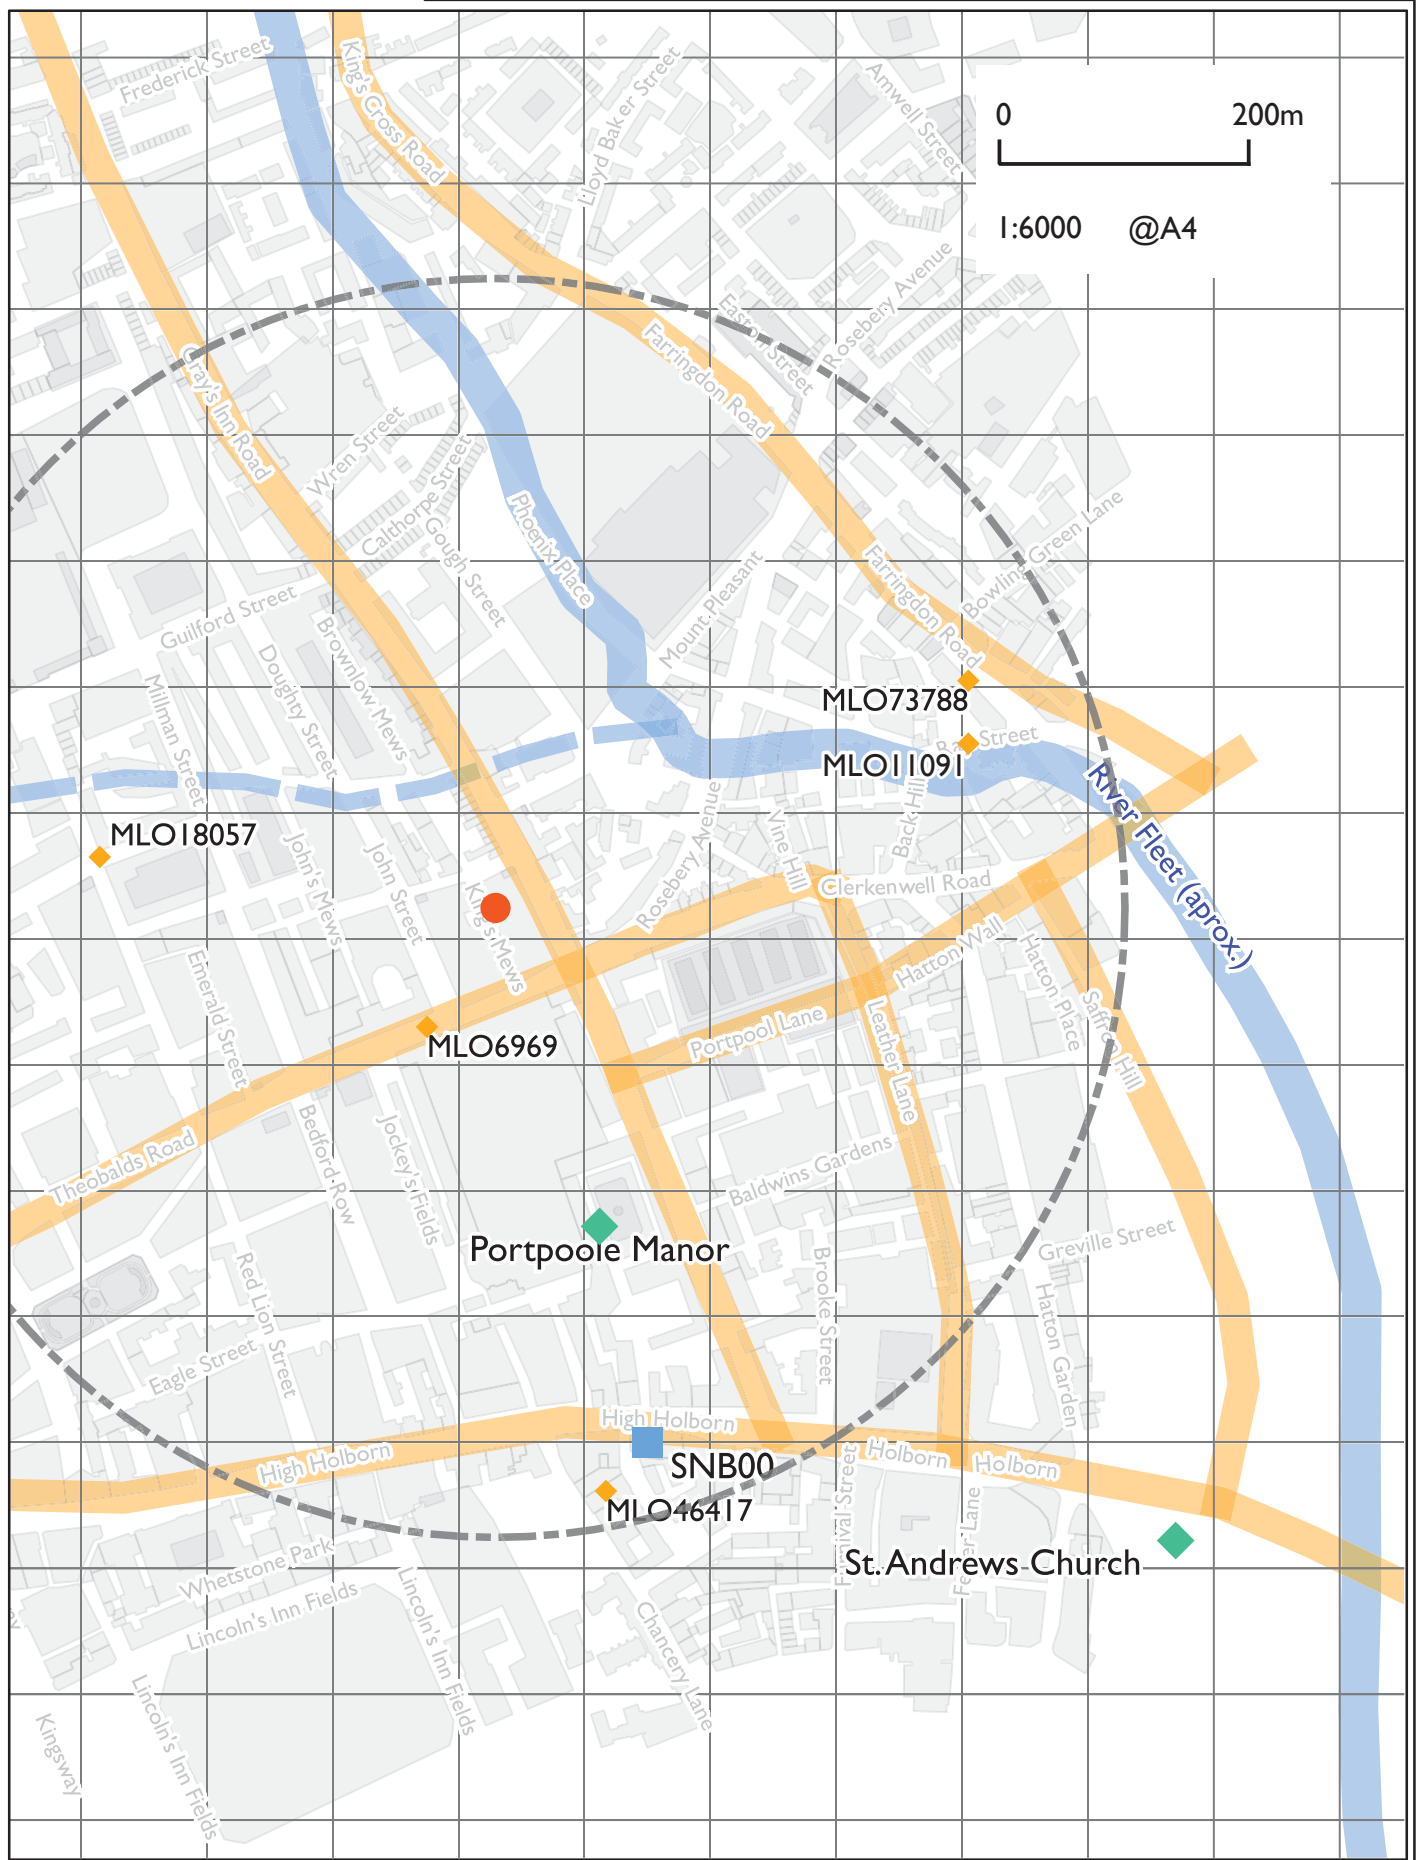 Frederick Street
King's Cross Road
Lloyd Baker Street
Amwell Street
0 200m
1:6000 @A4
Rosebery Avenue
Easton Street
Farringdon Road
Gray's Inn Road
Wren Street
Calthorpe Street
Gough Street
Phoenix Place
Mount Pleasant
Farringdon Road
Bowling Green Lane
Guilford Street
Brownlow Mews
Doughty Street
Millman Street
MLO73788
Street
MLO11091
Back Hill
River Fleet (aprox.)
MLO18057
John's Mews
John Street
King's Mews
Rosebery Avenue
Vine Hill
Clerkenwell Road
Hatton Wall
Hatton Place
Saffron Hill
Emerald Street
MLO6969
Portpool Lane
Leather Lane
Theobalds Road
Bedford Row
Jockey's Fields
Baldwins Gardens
Portpoole Manor
Greville Street
Brooke Street
Hatton Garden
Red Lion Street
Eagle Street
High Holborn
High Holborn
SNB00
Holborn
Holborn
MLO46417
Furnival Street
Fetter Lane
St. Andrews Church
Whetstone Park
Lincoln's Inn Fields
Lincoln's Inn Fields
Chancery Lane
Lincoln's Inn Fields
Kingsway